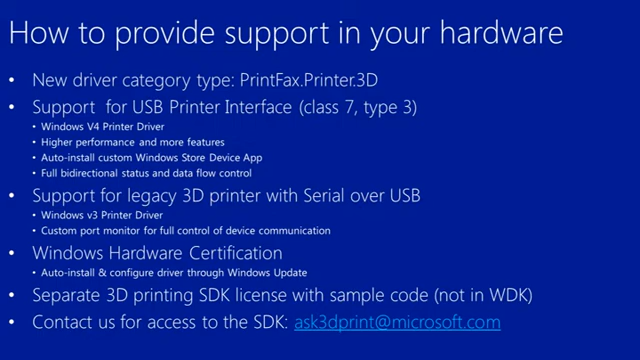 How to provide support in your hardware
• New driver category type: PrintFax.Printer.3D
• Support for USB Printer Interface (class 7, type 3)
• Windows V4 Printer Driver
• Higher performance and more features
• Auto-install custom Windows Store Device App
• Full bidirectional status and data flow control
• Support for legacy 3D printer with Serial over USB
• Windows v3 Printer Driver
• Custom port monitor for full control of device communication
• Windows Hardware Certification
• Auto-install & configure driver through Windows Update
• Separate 3D printing SDK license with sample code (not in WDK)
• Contact us for access to the SDK: ask3dprint@microsoft.com